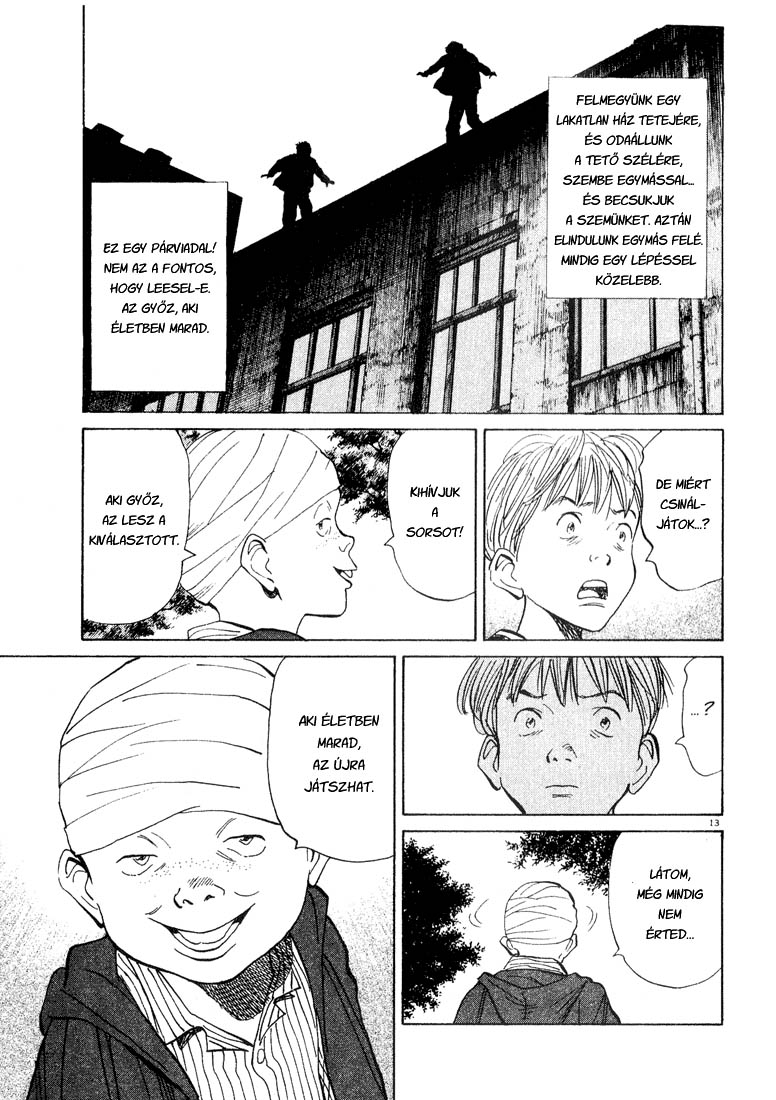 FELMEGYÜNK EGY
LAKATLAN HÁZ TETEJÉRE,
ÉS ODAÁLLUNK
A TETŐ SZÉLÉRE,
SZEMBE EGYMÁSSAL...
ÉS BECSUKJUK
A SZEMÜNKET. AZTÁN
ELINDULUNK EGYMÁS FELÉ.
MINDIG EGY LÉPÉSSEL
KÖZELEBB.
EZ EGY PÁRVIADAL!
NEM AZ A FONTOS,
HOGY LEESEL-E.
AZ GYŐZ, AKI
ÉLETBEN MARAD.
DE MIÉRT
CSINÁL-
JÁTOK...?
KIHÍVJUK
A
SORSOT!
AKI GYŐZ,
AZ LESZ A
KIVÁLASZTOTT.
...?
13
LÁTOM,
MÉG MINDIG
NEM
ÉRTED...
AKI ÉLETBEN
MARAD,
AZ ÚJRA
JÁTSZHAT.